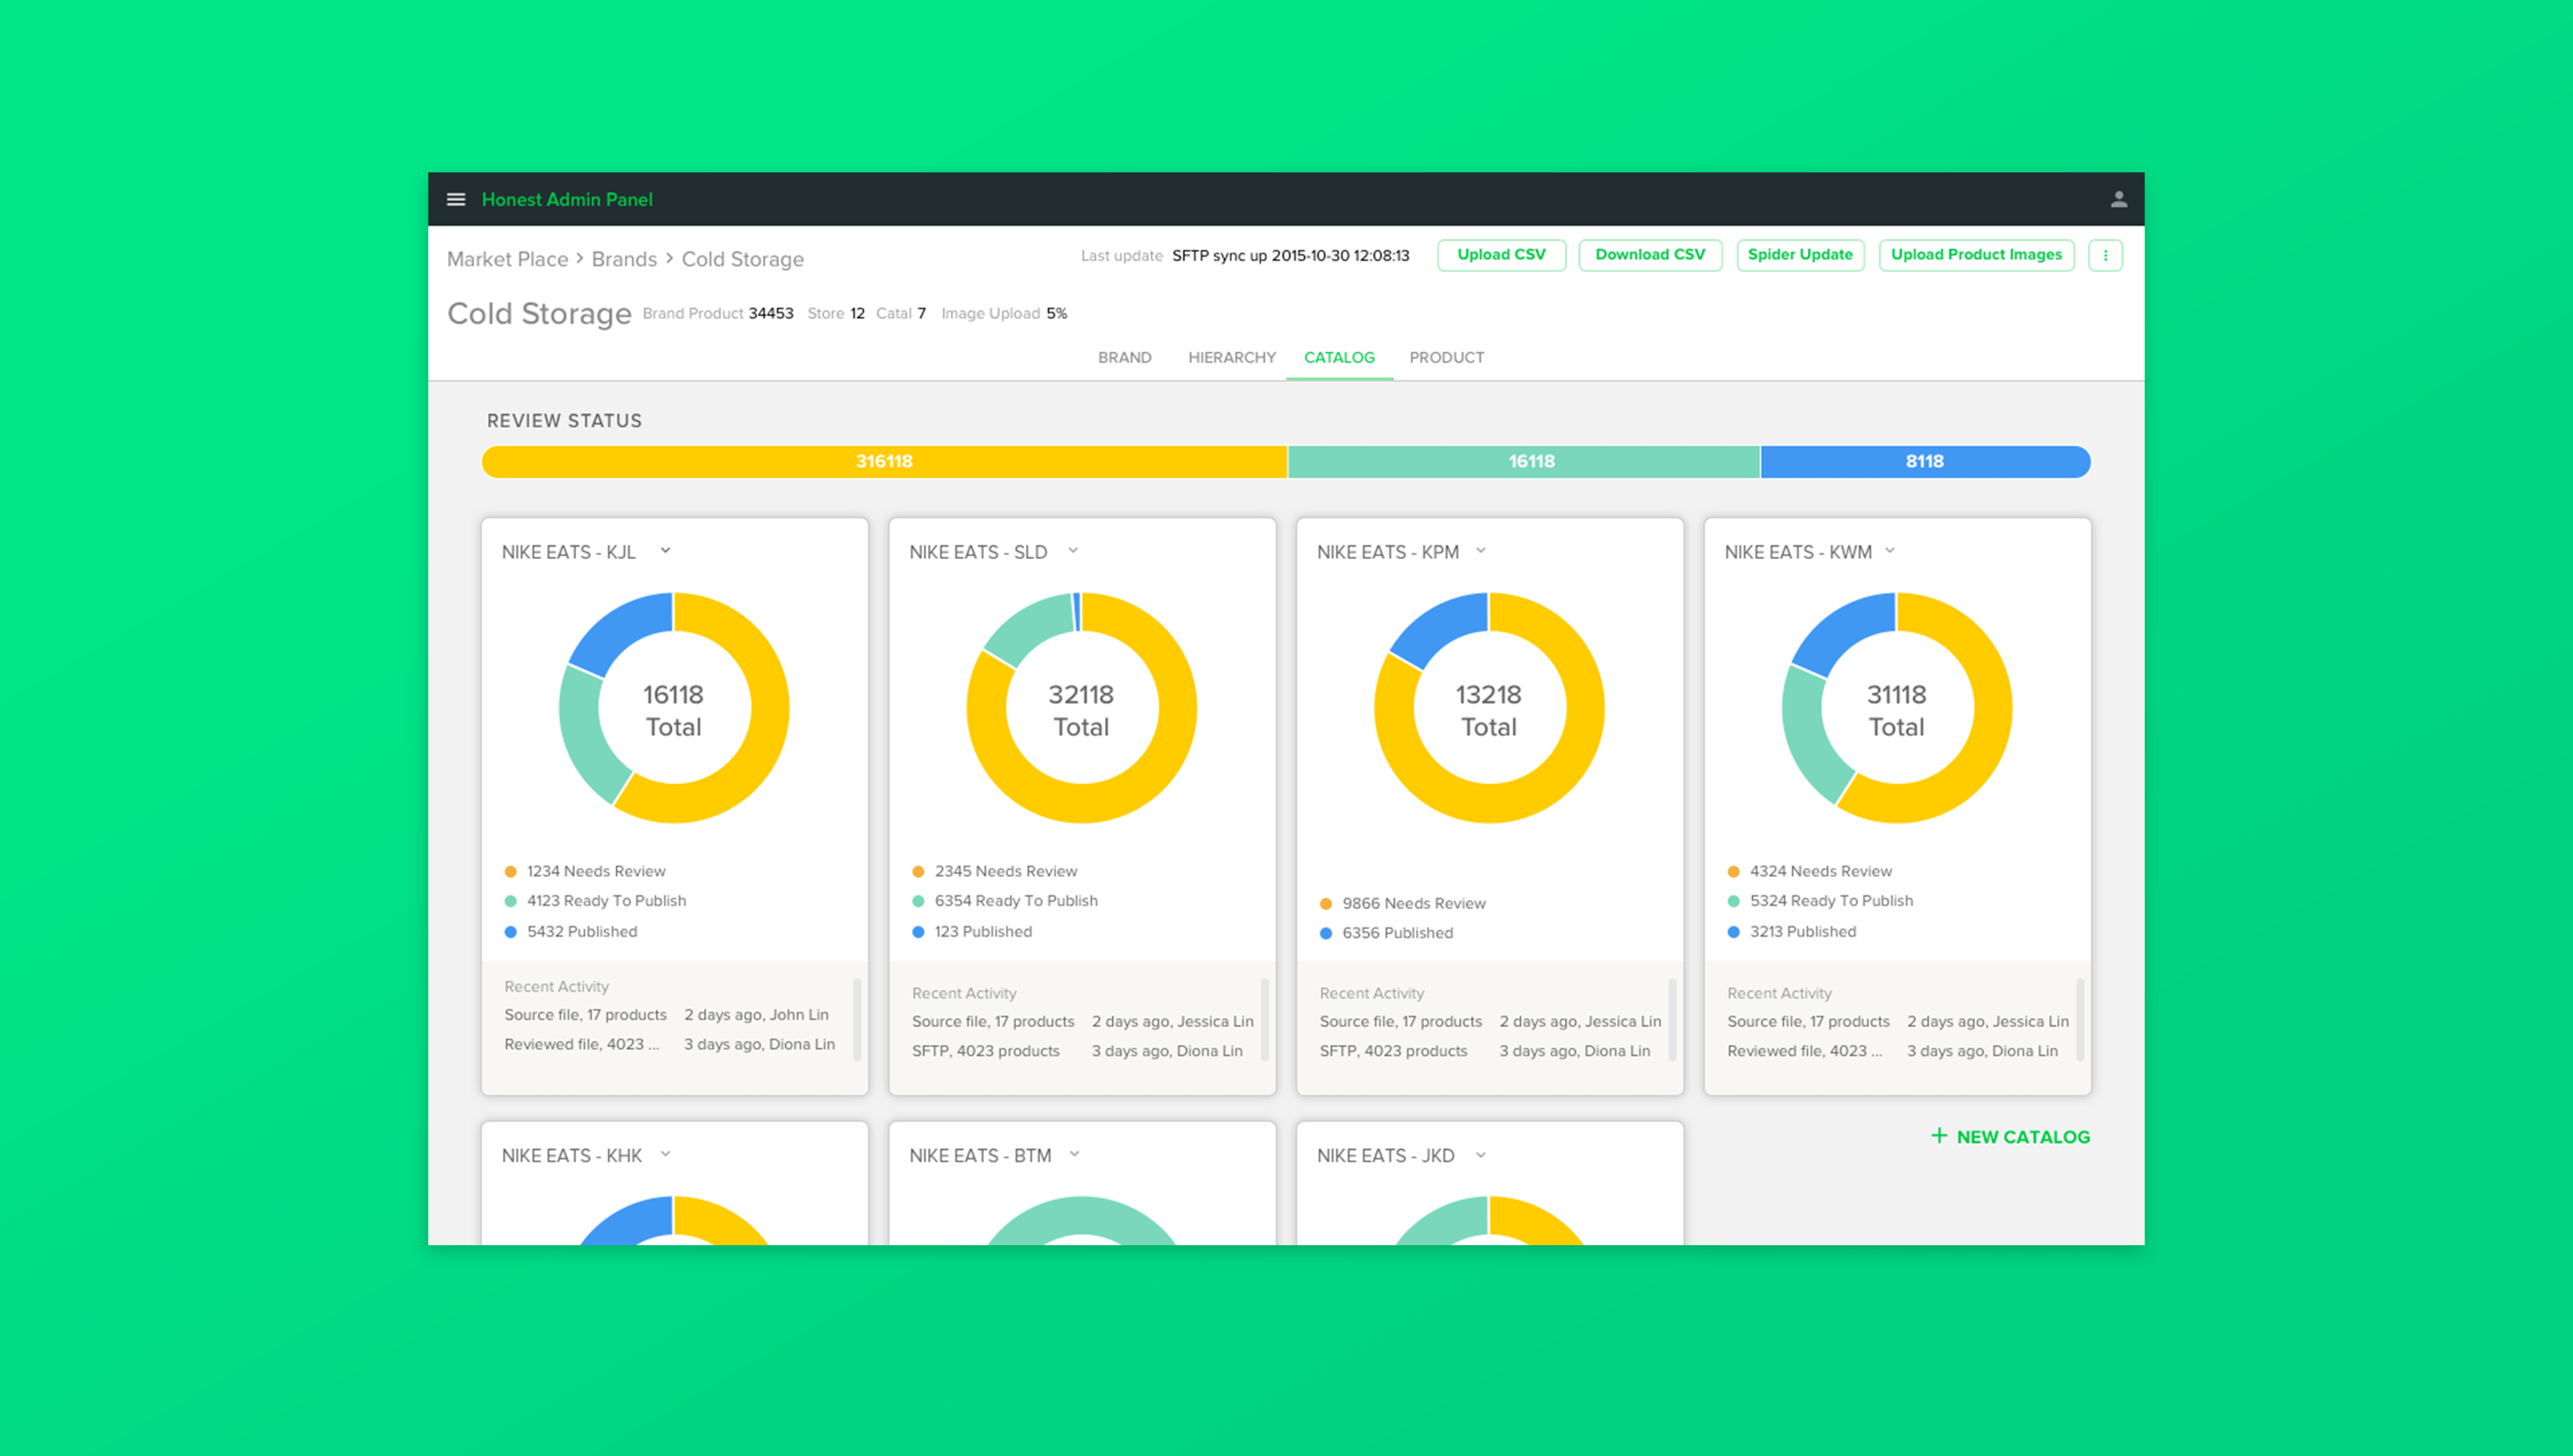 Honest Admin Panel
Market Place > Brands > Cold Storage
Last update SFTP sync up 2015-10-30 12:08:13
Upload CSV
Download CSV
Spider Update
Upload Product Images
Cold Storage Brand Product 34453 Store 12 Catal 7 Image Upload 5%
BRAND HIERARCHY CATALOG PRODUCT
REVIEW STATUS
316118 16118 8118
NIKE EATS - KJL
16118
Total
1234 Needs Review
4123 Ready To Publish
5432 Published
Recent Activity
Source file, 17 products 2 days ago, John Lin
Reviewed file, 4023 ... 3 days ago, Diona Lin
NIKE EATS - SLD
32118
Total
2345 Needs Review
6354 Ready To Publish
123 Published
Recent Activity
Source file, 17 products 2 days ago, Jessica Lin
SFTP, 4023 products 3 days ago, Diona Lin
NIKE EATS - KPM
13218
Total
9866 Needs Review
6356 Published
Recent Activity
Source file, 17 products 2 days ago, Jessica Lin
SFTP, 4023 products 3 days ago, Diona Lin
NIKE EATS - KWM
31118
Total
4324 Needs Review
5324 Ready To Publish
3213 Published
Recent Activity
Source file, 17 products 2 days ago, Jessica Lin
Reviewed file, 4023 ... 3 days ago, Diona Lin
NIKE EATS - KHK
NIKE EATS - BTM
NIKE EATS - JKD
+ NEW CATALOG